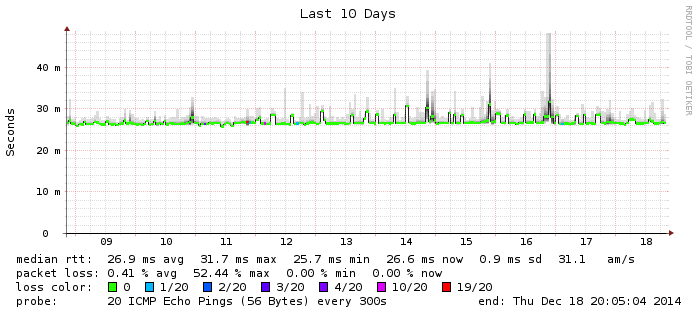 Last 10 Days
RRDTOOL / TOBI OETIKER
Seconds
40 m
30 m
20 m
10 m
0
09 10 11 12 13 14 15 16 17 18
median rtt: 26.9 ms avg 31.7 ms max 25.7 ms min 26.6 ms now 0.9 ms sd 31.1 am/s
packet loss: 0.41 % avg 52.44 % max 0.00 % min 0.00 % now
loss color: 0 1/20 2/20 3/20 4/20 10/20 19/20
probe: 20 ICMP Echo Pings (56 Bytes) every 300s end: Thu Dec 18 20:05:04 2014